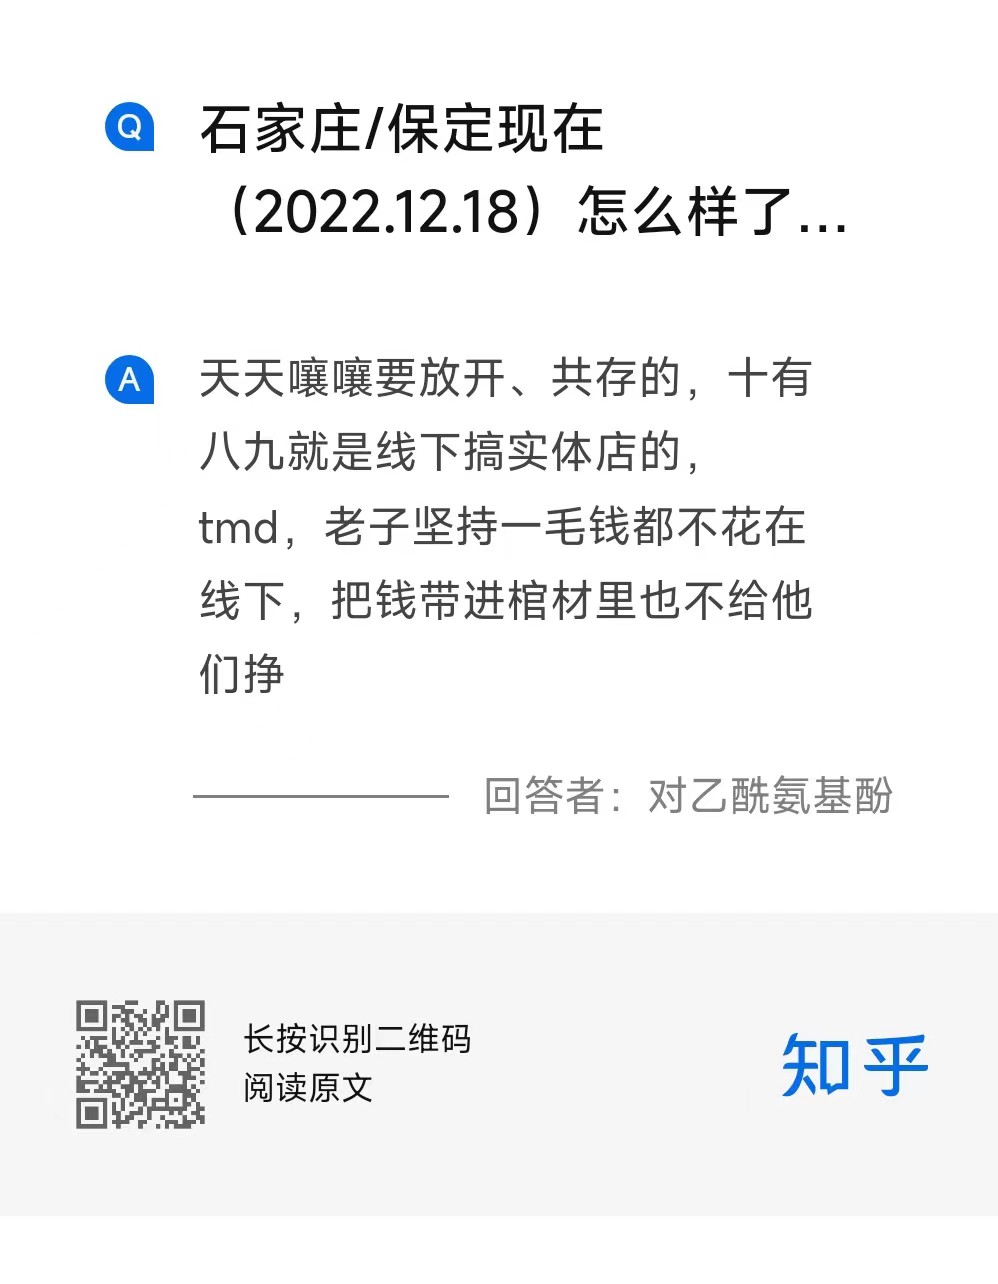 Q 石家庄/保定现在
（2022.12.18）怎么样了...
A 天天嚷嚷要放开、共存的，十有
八九就是线下搞实体店的，
tmd，老子坚持一毛钱都不花在
线下，把钱带进棺材里也不给他
们挣
回答者：对乙酰氨基酚
长按识别二维码
阅读原文
知乎